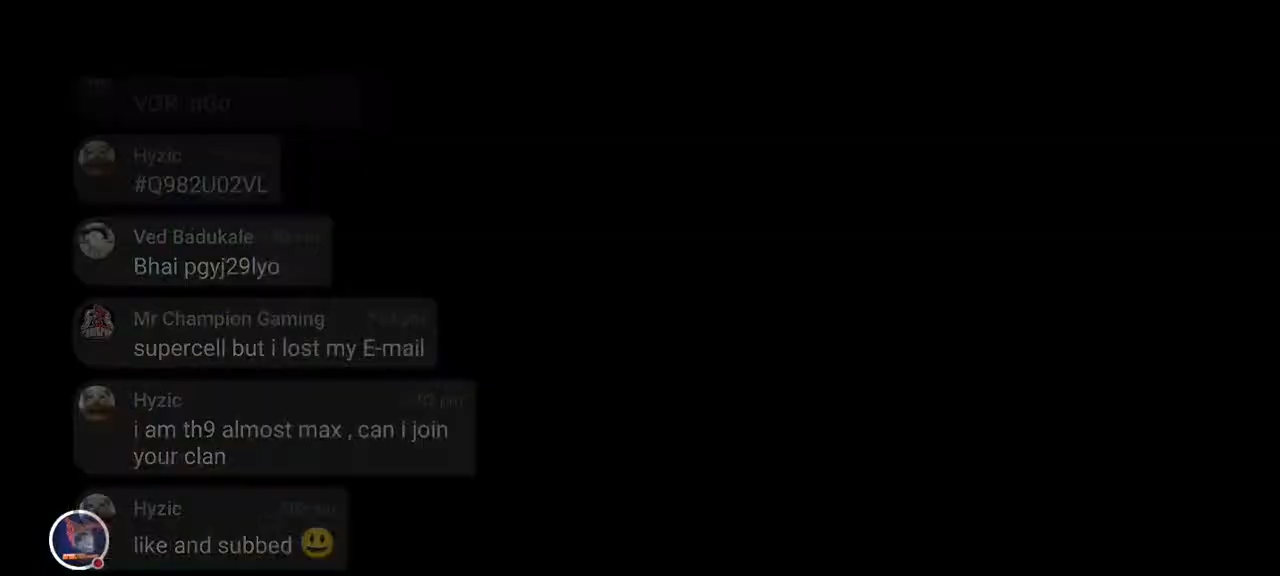 Hyzic
#Q982U02VL
Ved Badukale
Bhai pgyj29lyo
Mr Champion Gaming
supercell but i lost my E-mail
Hyzic
i am th9 almost max , can i join
your clan
Hyzic
like and subbed 😃